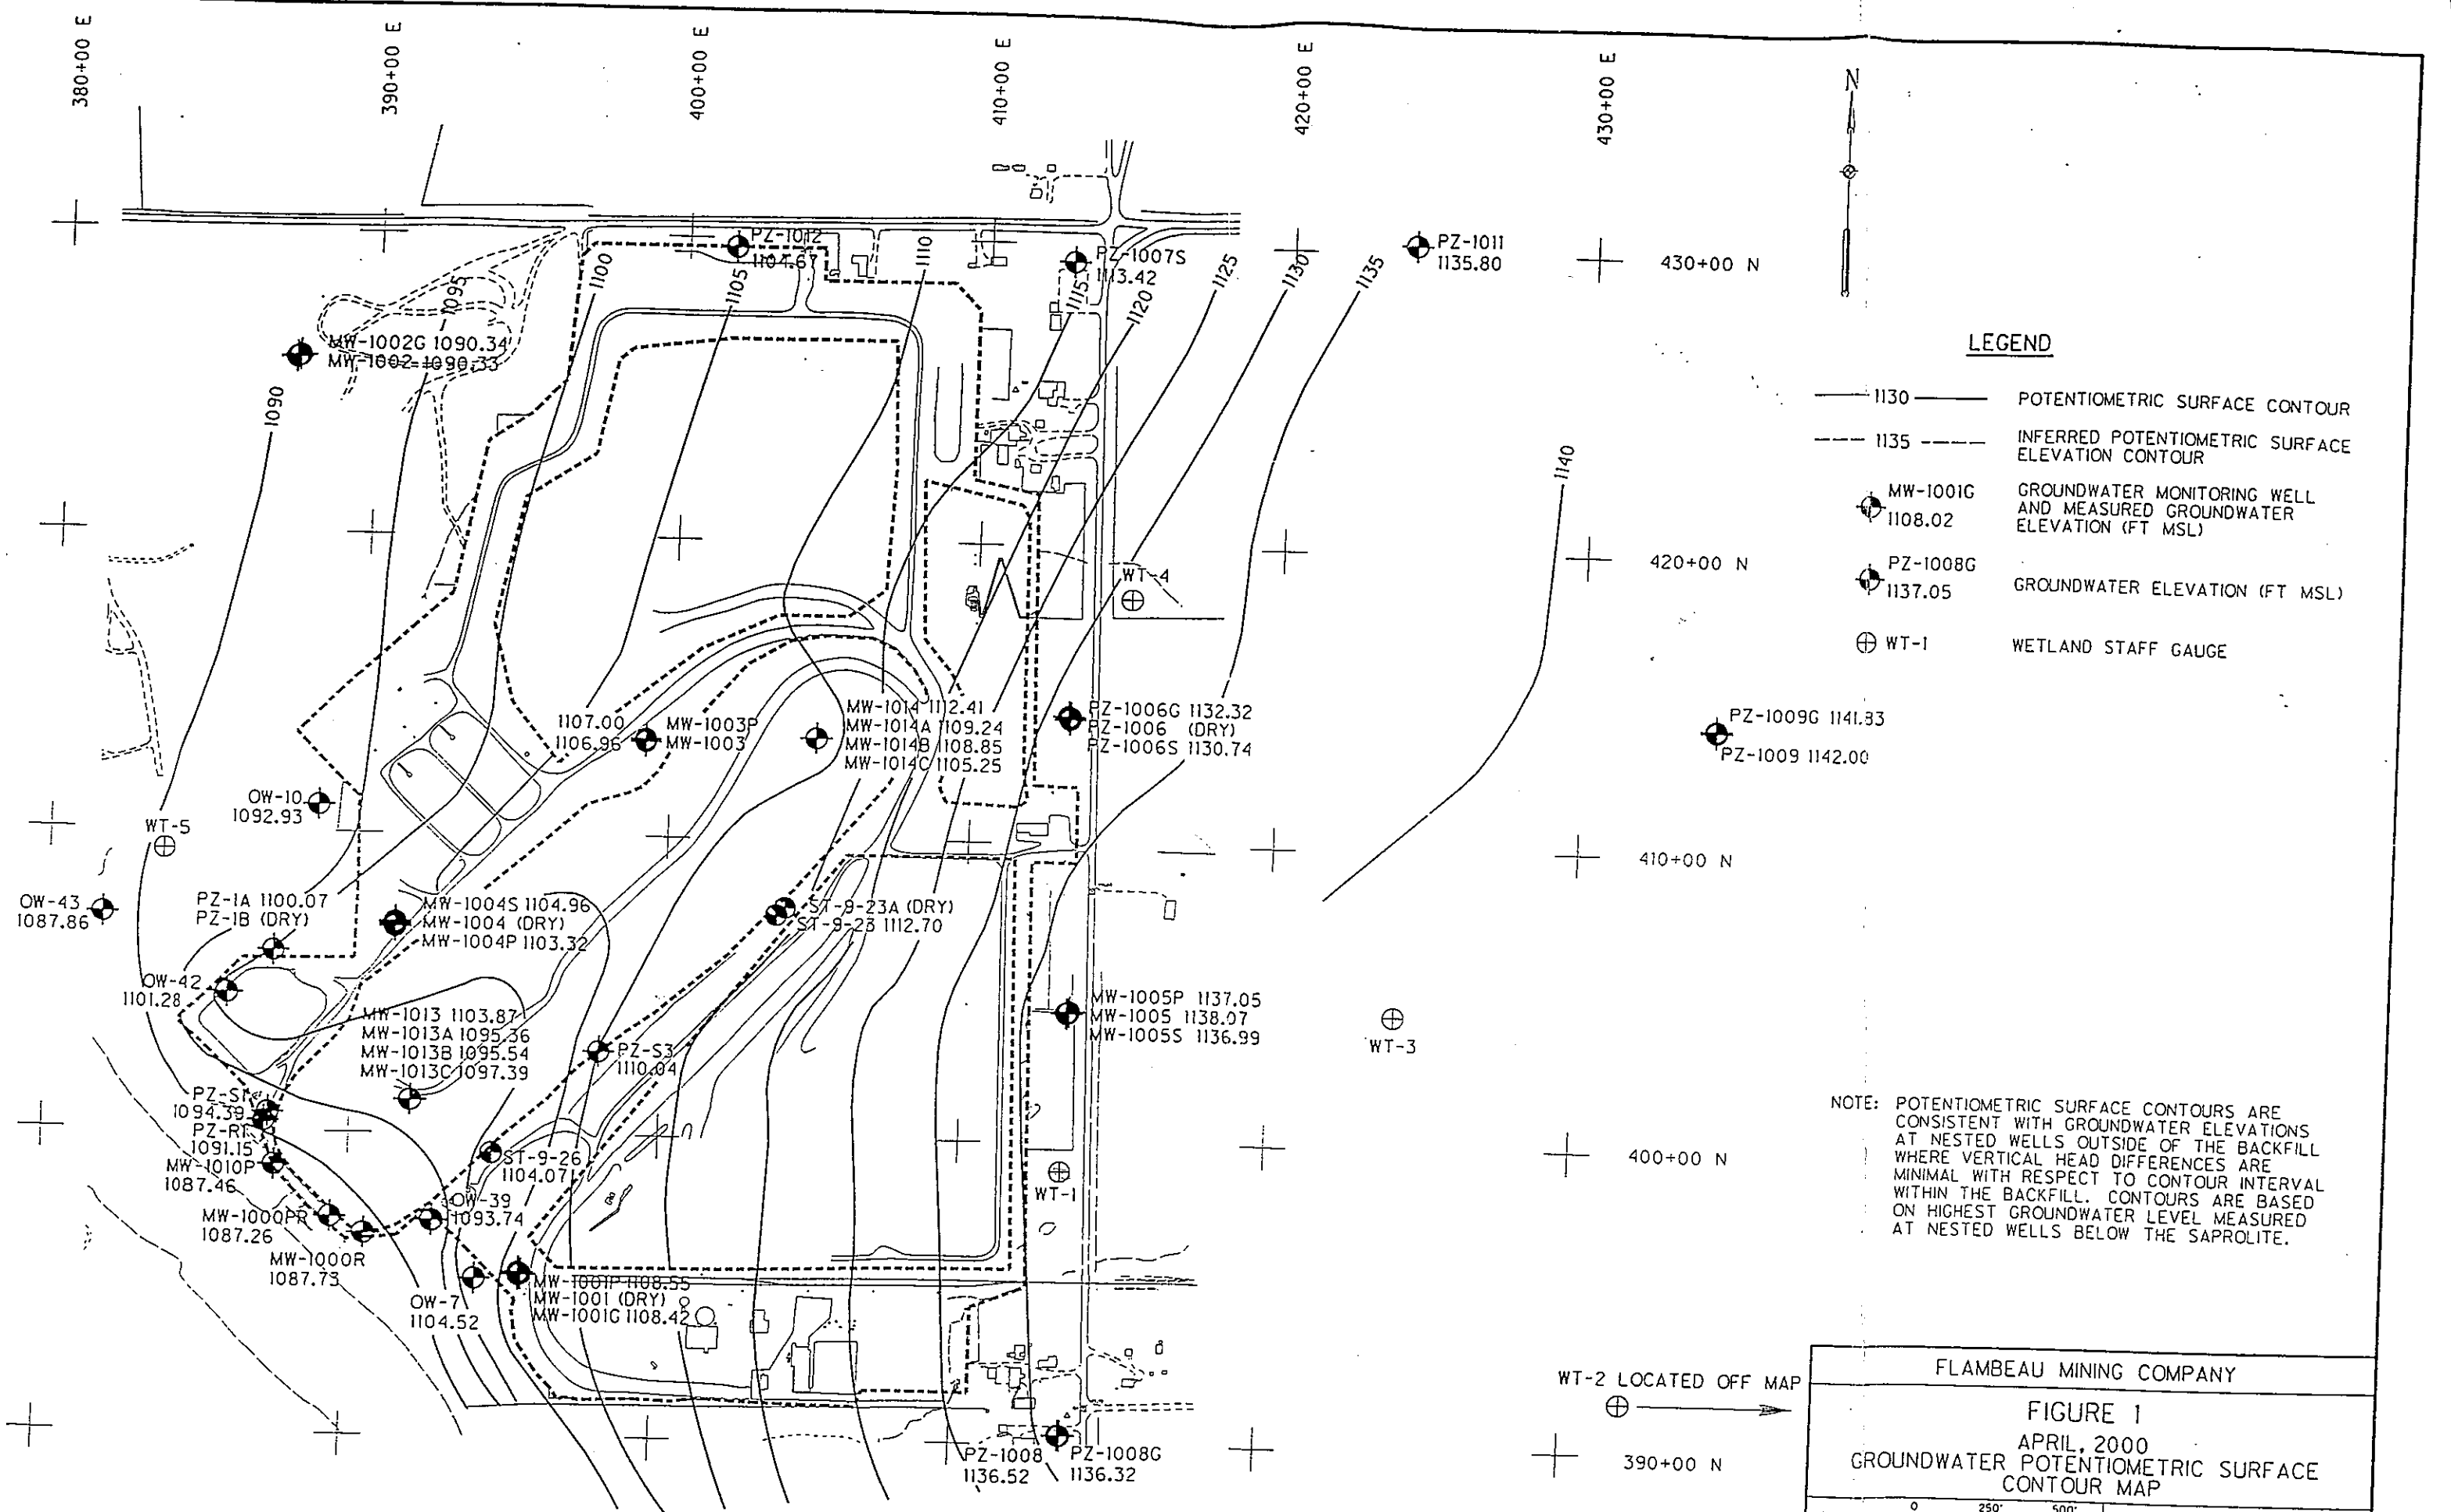 380+00 E
390+00 E
400+00 E
410+00 E
420+00 E
430+00 E
N
PZ-1012
1104.67
PZ-1007S
1113.42
PZ-1011
1135.80
430+00 N
1090
1095
1100
1105
1110
1115
1120
1125
1130
1135
1140
MW-1002G 1090.34
MW-1002 1090.33
LEGEND
1130
POTENTIOMETRIC SURFACE CONTOUR
1135
INFERRED POTENTIOMETRIC SURFACE
ELEVATION CONTOUR
MW-1001G
1108.02
GROUNDWATER MONITORING WELL
AND MEASURED GROUNDWATER
ELEVATION (FT MSL)
PZ-1008G
1137.05
GROUNDWATER ELEVATION (FT MSL)
WT-1
WETLAND STAFF GAUGE
420+00 N
WT-4
1107.00
1106.96
MW-1003P
MW-1003
MW-1014 1112.41
MW-1014A 1109.24
MW-1014B 1108.85
MW-1014C 1105.25
PZ-1006G 1132.32
PZ-1006 (DRY)
PZ-1006S 1130.74
PZ-1009G 1141.83
PZ-1009 1142.00
OW-10
1092.93
WT-5
410+00 N
OW-43
1087.86
PZ-1A 1100.07
PZ-1B (DRY)
MW-1004S 1104.96
MW-1004 (DRY)
MW-1004P 1103.32
ST-9-23A (DRY)
ST-9-23 1112.70
OW-42
1101.28
MW-1013 1103.87
MW-1013A 1095.36
MW-1013B 1095.54
MW-1013C 1097.39
PZ-S3
1110.04
MW-1005P 1137.05
MW-1005 1138.07
MW-1005S 1136.99
WT-3
PZ-S1
1094.39
PZ-R1
1091.15
MW-1010P
1087.46
MW-1000PR
1087.26
MW-1000R
1087.73
ST-9-26
1104.07
OW-39
1093.74
WT-1
400+00 N
NOTE: POTENTIOMETRIC SURFACE CONTOURS ARE
CONSISTENT WITH GROUNDWATER ELEVATIONS
AT NESTED WELLS OUTSIDE OF THE BACKFILL
WHERE VERTICAL HEAD DIFFERENCES ARE
MINIMAL WITH RESPECT TO CONTOUR INTERVAL
WITHIN THE BACKFILL. CONTOURS ARE BASED
ON HIGHEST GROUNDWATER LEVEL MEASURED
AT NESTED WELLS BELOW THE SAPROLITE.
OW-7
1104.52
MW-1001P 1108.55
MW-1001 (DRY)
MW-1001G 1108.42
WT-2 LOCATED OFF MAP
PZ-1008
1136.52
PZ-1008G
1136.32
390+00 N
FLAMBEAU MINING COMPANY
FIGURE 1
APRIL, 2000
GROUNDWATER POTENTIOMETRIC SURFACE
CONTOUR MAP
0 250' 500'